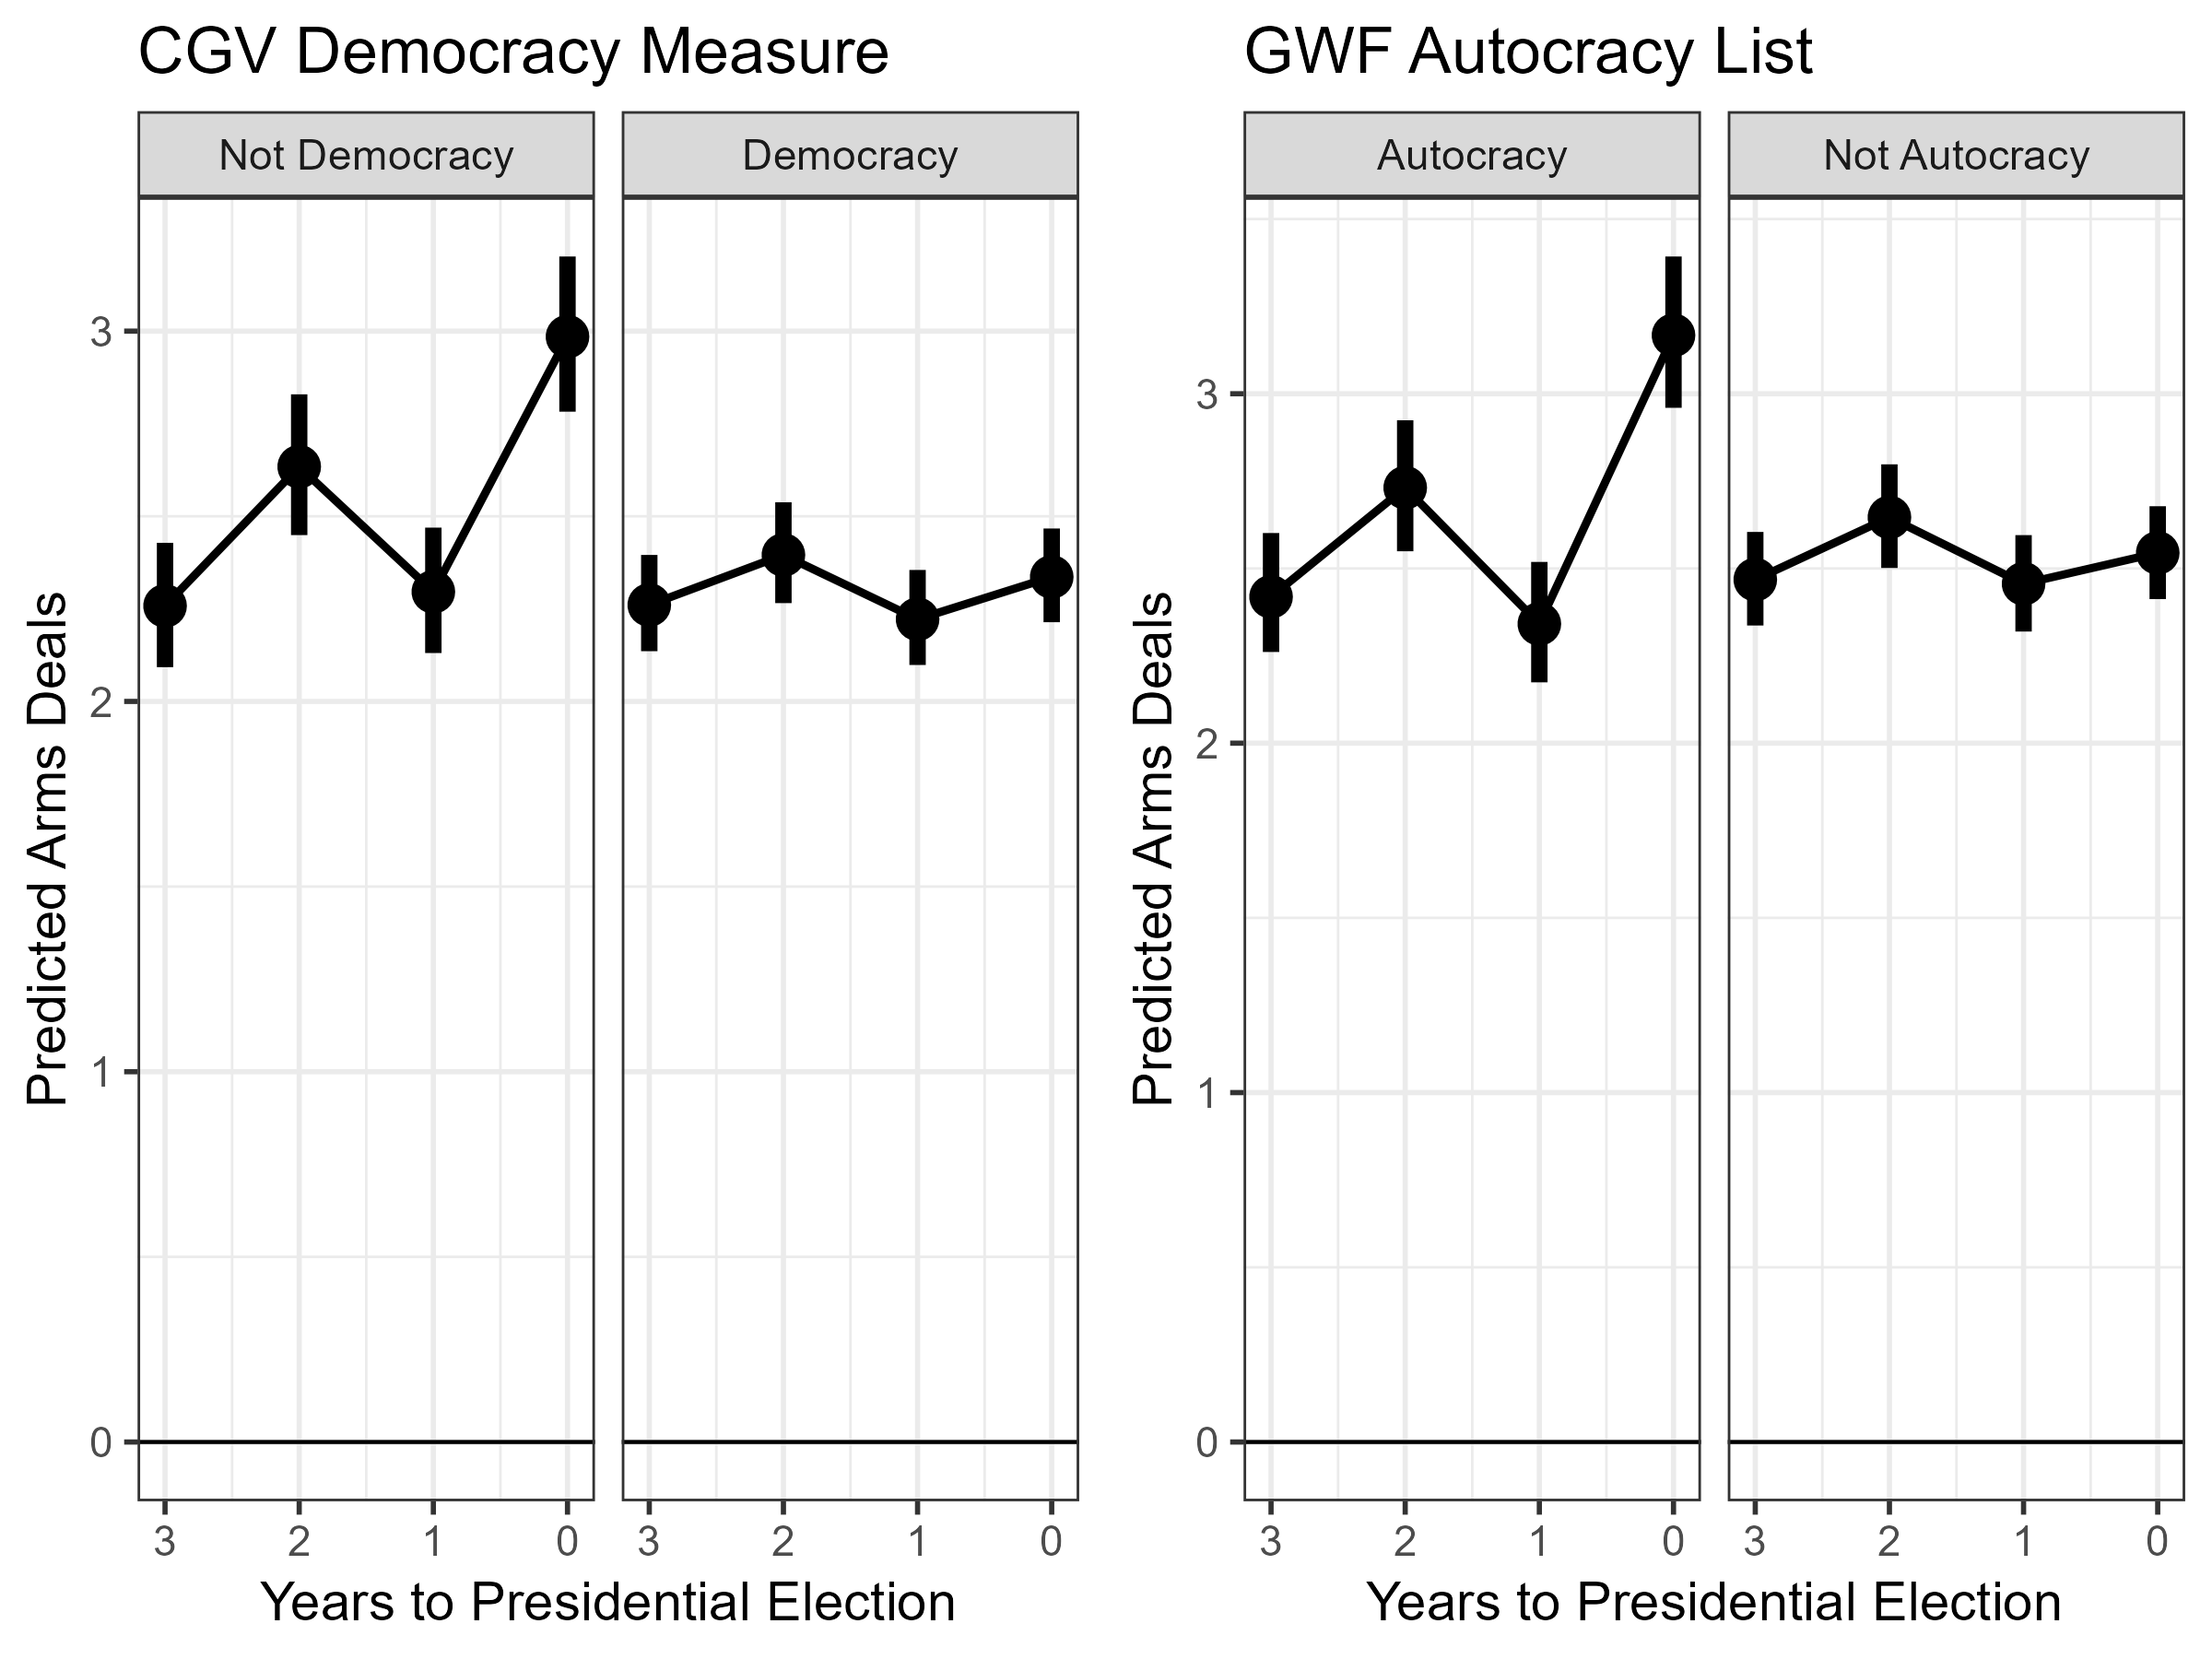 CGV Democracy Measure
Not Democracy
Democracy
Predicted Arms Deals
3
2
1
0
3
2
1
0
3
2
1
0
Years to Presidential Election
GWF Autocracy List
Autocracy
Not Autocracy
Predicted Arms Deals
3
2
1
0
3
2
1
0
3
2
1
0
Years to Presidential Election